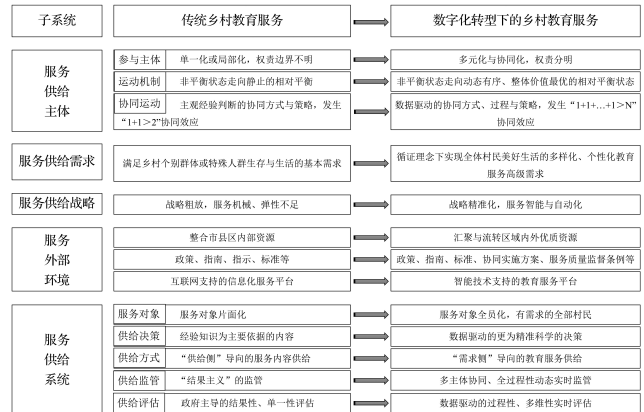 子系统 传统乡村教育服务 数字化转型下的乡村教育服务
服务
供给
主体
参与主体 单一化或局部化，权责边界不明 多元化与协同化，权责分明
运动机制 非平衡状态走向静止的相对平衡 非平衡状态走向动态有序、整体价值最优的相对平衡状态
协同运动 主观经验判断的协同方式与策略，发生
“1+1＞2”协同效应
数据驱动的协同方式、过程与策略，发生“1+1+…+1＞N”
协同效应
服务供给需求 满足乡村个别群体或特殊人群生存与生活的基本需求
循证理念下实现全体村民美好生活的多样化、个性化教育
服务高级需求
服务供给战略 战略粗放，服务机械、弹性不足 战略精准化，服务智能与自动化
服务
外部
环境
整合市县区内部资源 汇聚与流转区域内外优质资源
政策、指南、指示、标准等 政策、指南、标准、协同实施方案、服务质量监督条例等
互联网支持的信息化服务平台 智能技术支持的教育服务平台
服务
供给
系统
服务对象 服务对象片面化 服务对象全员化，有需求的全部村民
供给决策 经验知识为主要依据的内容 数据驱动的更为精准科学的决策
供给方式 “供给侧”导向的服务内容供给 “需求侧”导向的教育服务供给
供给监管 “结果主义”的监管 多主体协同、全过程性动态实时监管
供给评估 政府主导的结果性、单一性评估 数据驱动的过程性、多维性实时评估